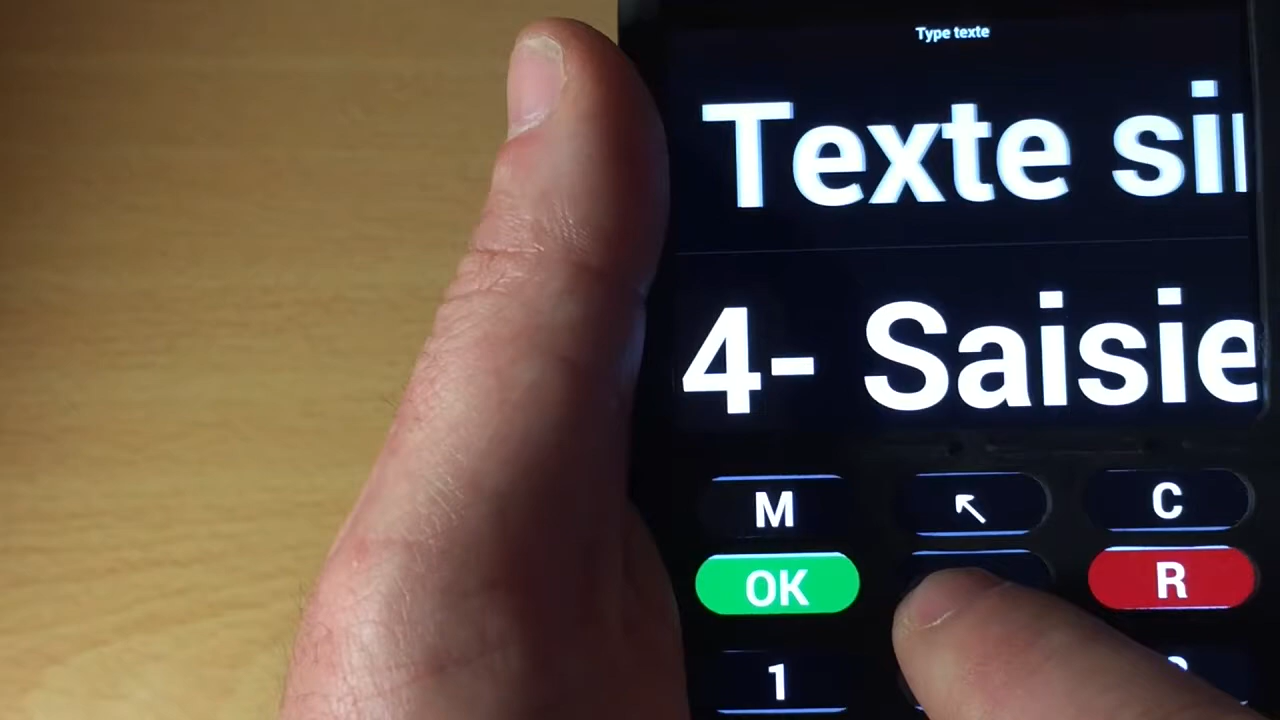 Type texte
Texte si
4- Saisie
M ↖ C
OK R
1